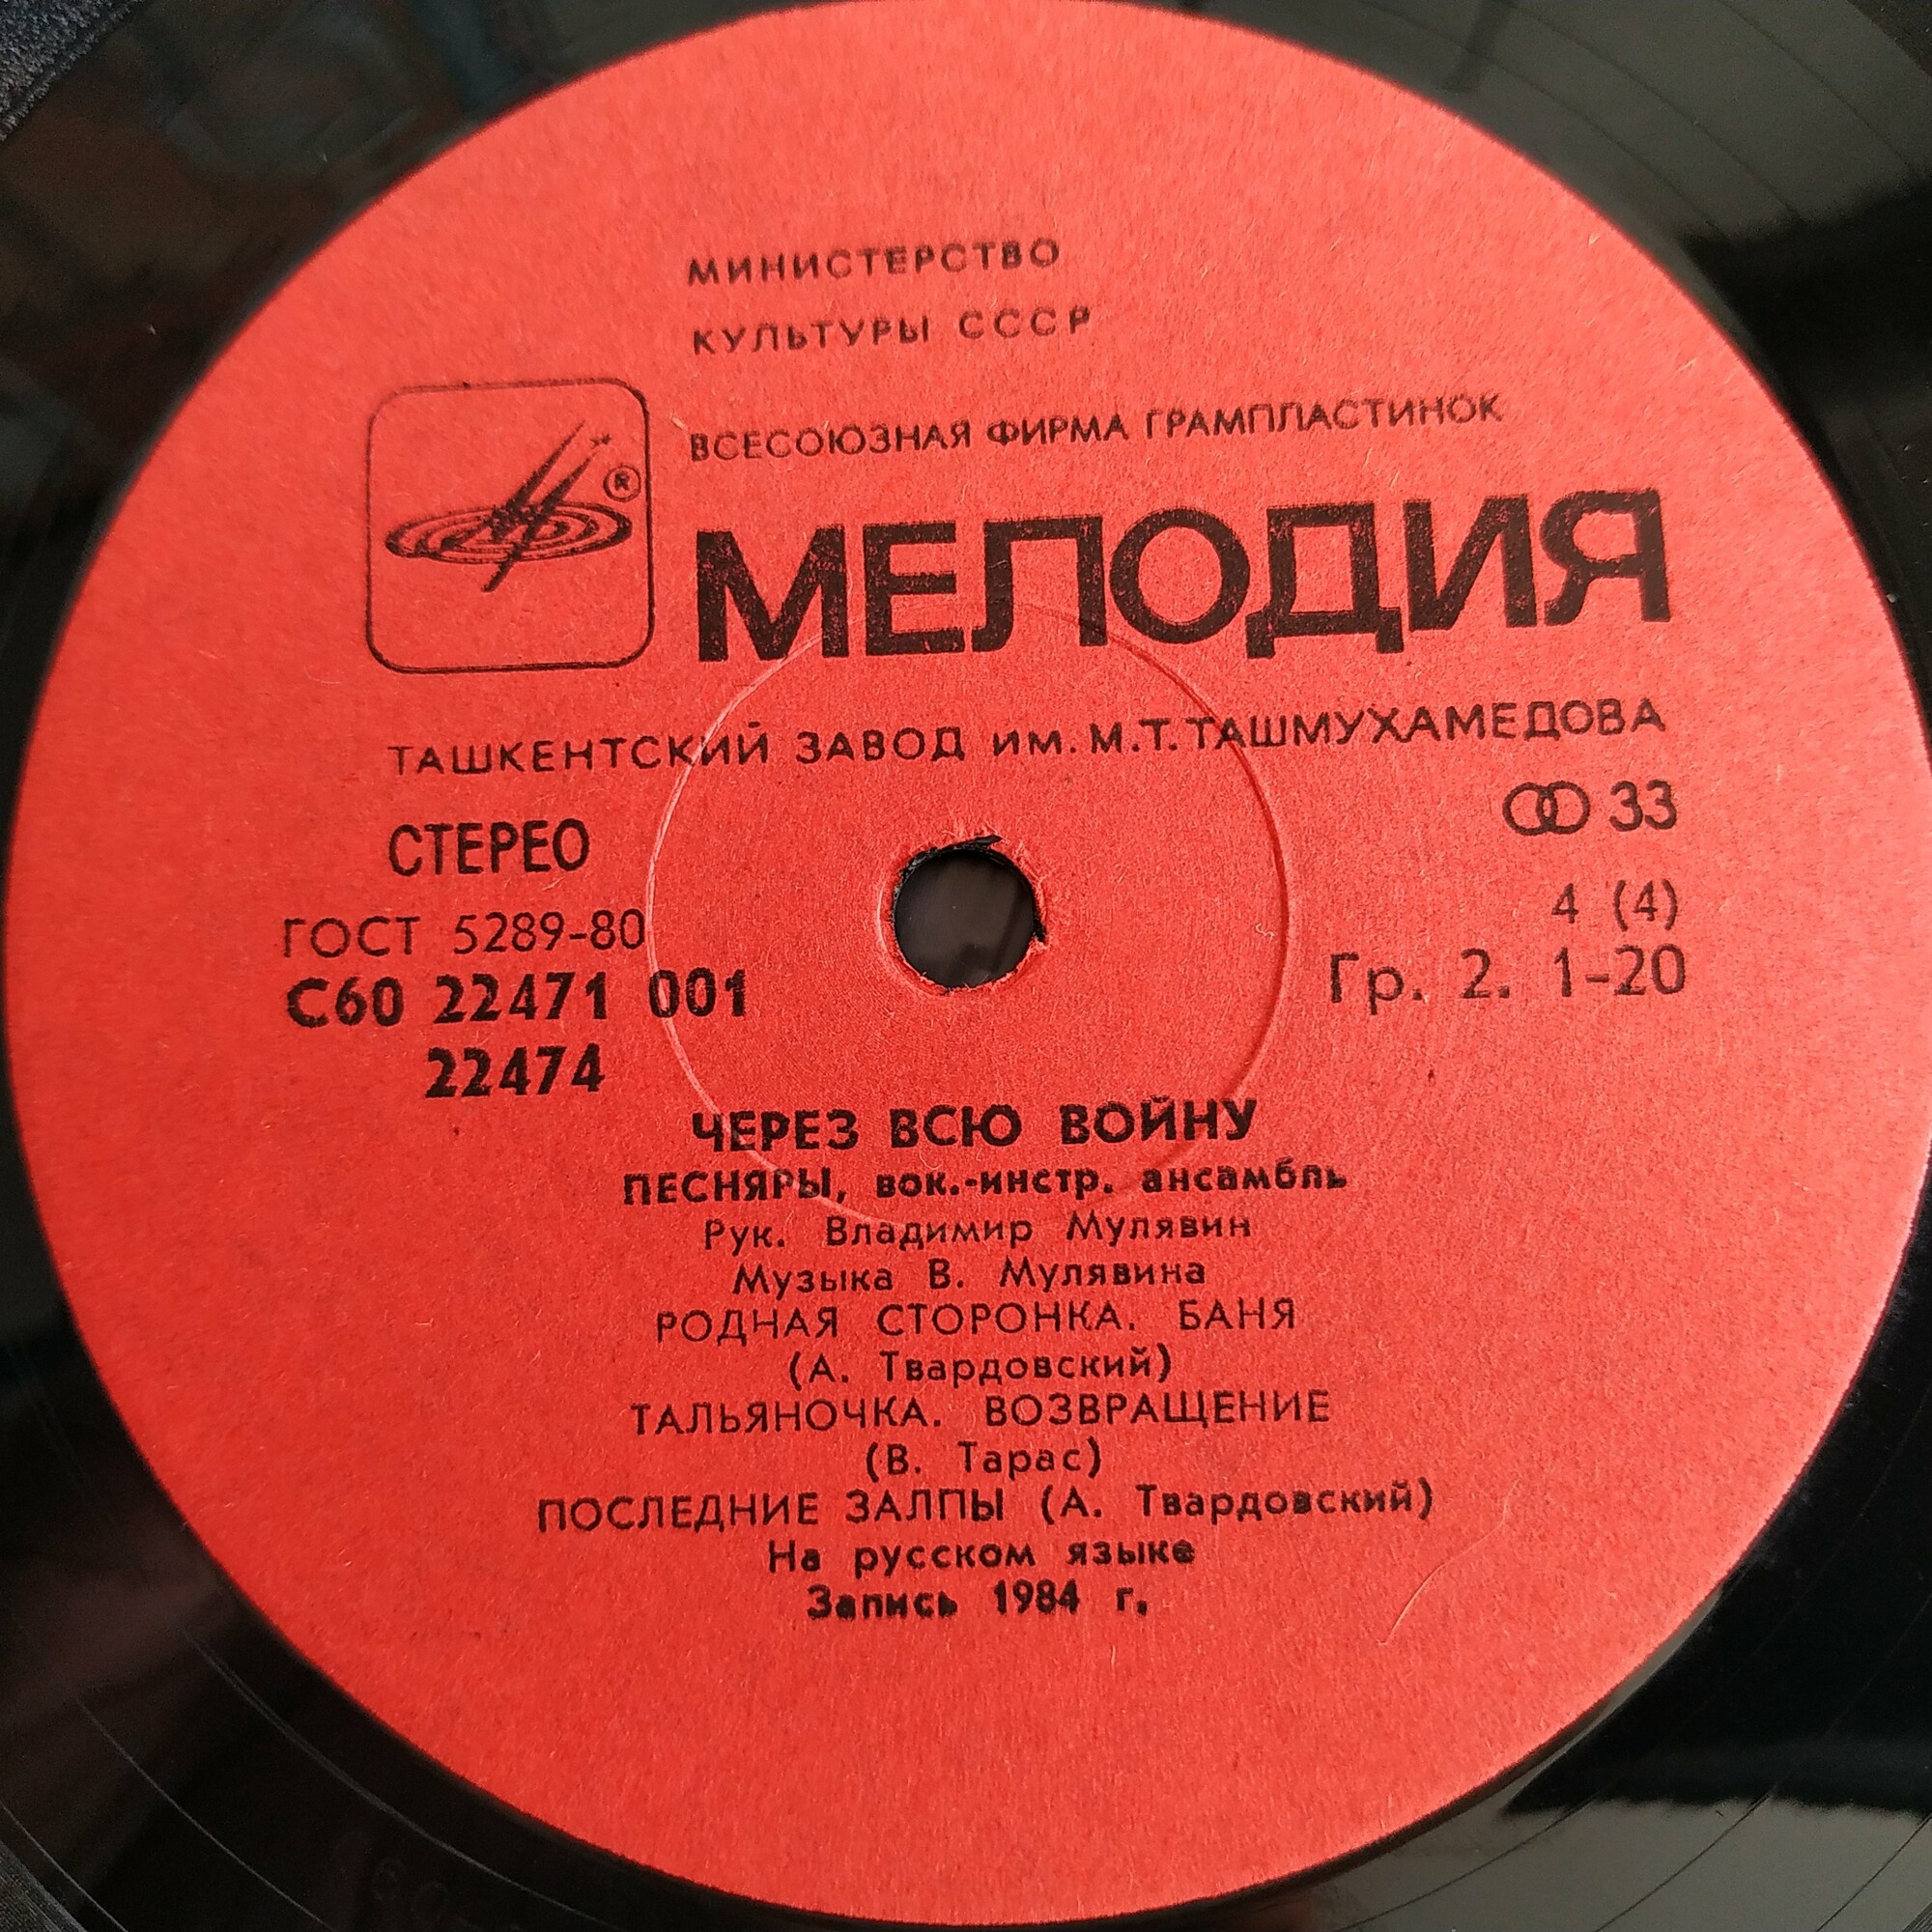 МИНИСТЕРСТВО
КУЛЬТУРЫ СССР
ВСЕСОЮЗНАЯ ФИРМА ГРАМПЛАСТИНОК
®
МЕЛОДИЯ
ТАШКЕНТСКИЙ ЗАВОД ИМ. М.Т. ТАШМУХАМЕДОВА
СТЕРЕО
33
ГОСТ 5289-80
4 (4)
С60 22471 001
Гр. 2. 1-20
22474
ЧЕРЕЗ ВСЮ ВОЙНУ
ПЕСНЯРЫ, вок.-инстр. ансамбль
Рук. Владимир Мулявин
Музыка В. Мулявина
РОДНАЯ СТОРОНКА. БАНЯ
(А. Твардовский)
ТАЛЬЯНОЧКА. ВОЗВРАЩЕНИЕ
(В. Тарас)
ПОСЛЕДНИЕ ЗАЛПЫ (А. Твардовский)
На русском языке
Запись 1984 г.